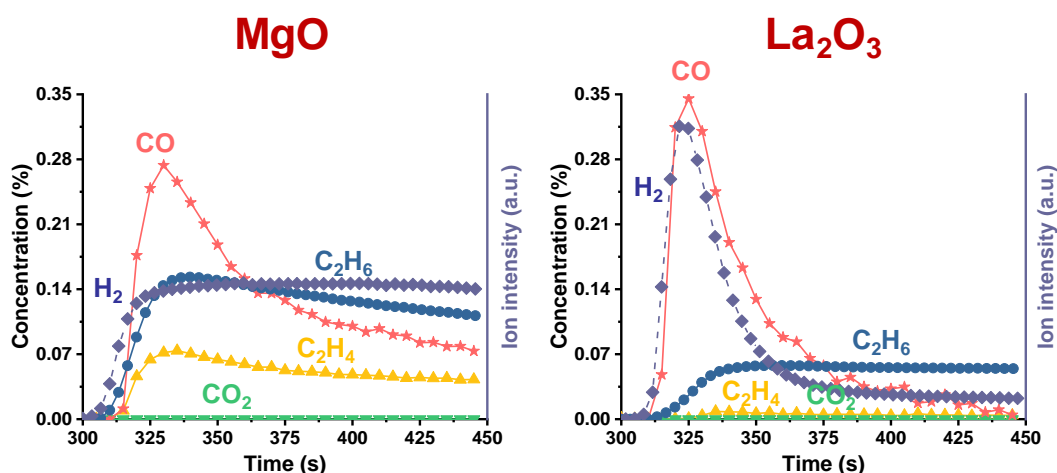 MgO
CO
H₂
C₂H₆
C₂H₄
CO₂
0.35
0.28
0.21
0.14
0.07
0.00
300
325
350
375
400
425
450
Concentration (%)
Time (s)
Ion intensity (a.u.)
La₂O₃
CO
H₂
C₂H₆
C₂H₄
CO₂
0.35
0.28
0.21
0.14
0.07
0.00
300
325
350
375
400
425
450
Concentration (%)
Time (s)
Ion intensity (a.u.)